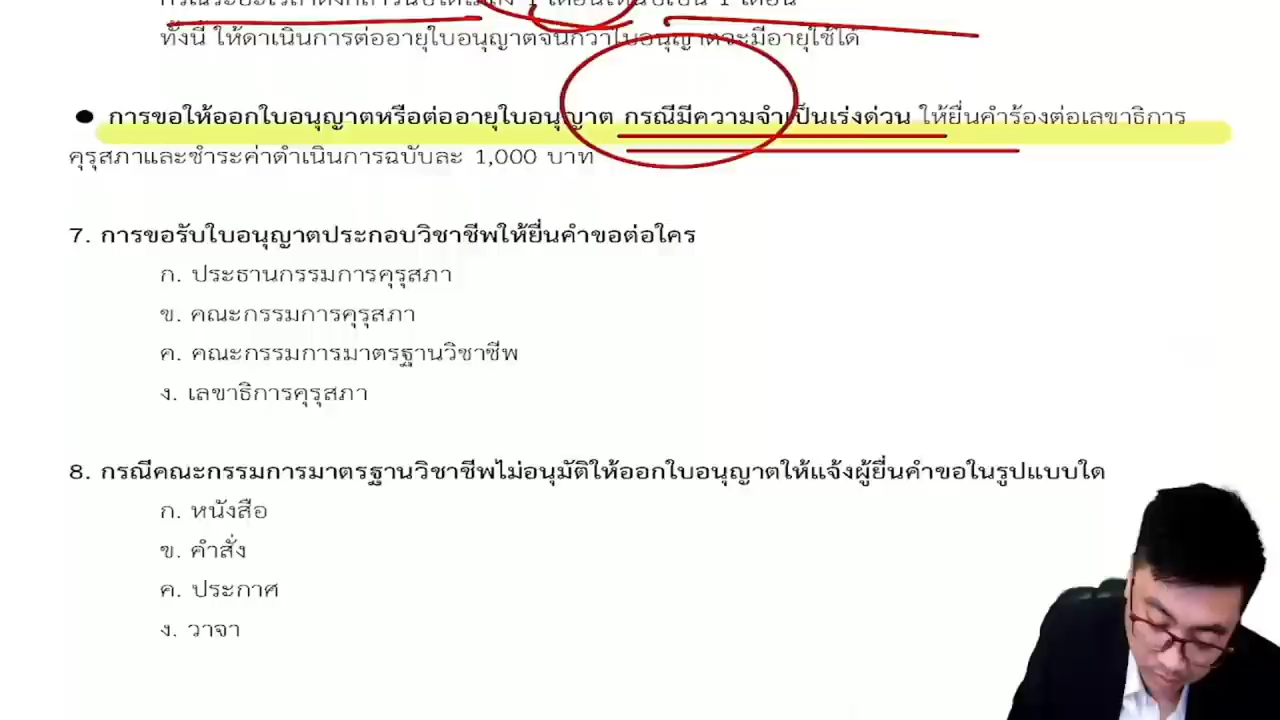 ทั้งนี้ ให้ดำเนินการต่ออายุใบอนุญาตจนกว่าใบอนุญาตจะมีอายุใช้ได้
● การขอให้ออกใบอนุญาตหรือต่ออายุใบอนุญาต กรณีมีความจำเป็นเร่งด่วน ให้ยื่นคำร้องต่อเลขาธิการ
คุรุสภาและชำระค่าดำเนินการฉบับละ 1,000 บาท
7. การขอรับใบอนุญาตประกอบวิชาชีพให้ยื่นคำขอต่อใคร
ก. ประธานกรรมการคุรุสภา
ข. คณะกรรมการคุรุสภา
ค. คณะกรรมการมาตรฐานวิชาชีพ
ง. เลขาธิการคุรุสภา
8. กรณีคณะกรรมการมาตรฐานวิชาชีพไม่อนุมัติให้ออกใบอนุญาตให้แจ้งผู้ยื่นคำขอในรูปแบบใด
ก. หนังสือ
ข. คำสั่ง
ค. ประกาศ
ง. วาจา